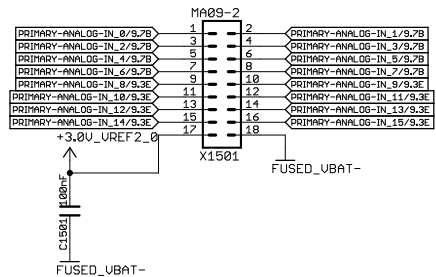 MA09-2
PRIMARY-ANALOG-IN_0/9.7B 1 2 PRIMARY-ANALOG-IN_1/9.7B
PRIMARY-ANALOG-IN_2/9.7B 3 4 PRIMARY-ANALOG-IN_3/9.7B
PRIMARY-ANALOG-IN_4/9.7B 5 6 PRIMARY-ANALOG-IN_5/9.7B
PRIMARY-ANALOG-IN_6/9.7B 7 8 PRIMARY-ANALOG-IN_7/9.7B
PRIMARY-ANALOG-IN_8/9.3E 9 10 PRIMARY-ANALOG-IN_9/9.3E
PRIMARY-ANALOG-IN_10/9.3E 11 12 PRIMARY-ANALOG-IN_11/9.3E
PRIMARY-ANALOG-IN_12/9.3E 13 14 PRIMARY-ANALOG-IN_13/9.3E
PRIMARY-ANALOG-IN_14/9.3E 15 16 PRIMARY-ANALOG-IN_15/9.3E
+3.0V_VREF2_0 17 18
X1501
FUSED_VBAT-
100nF
C1501
FUSED_VBAT-